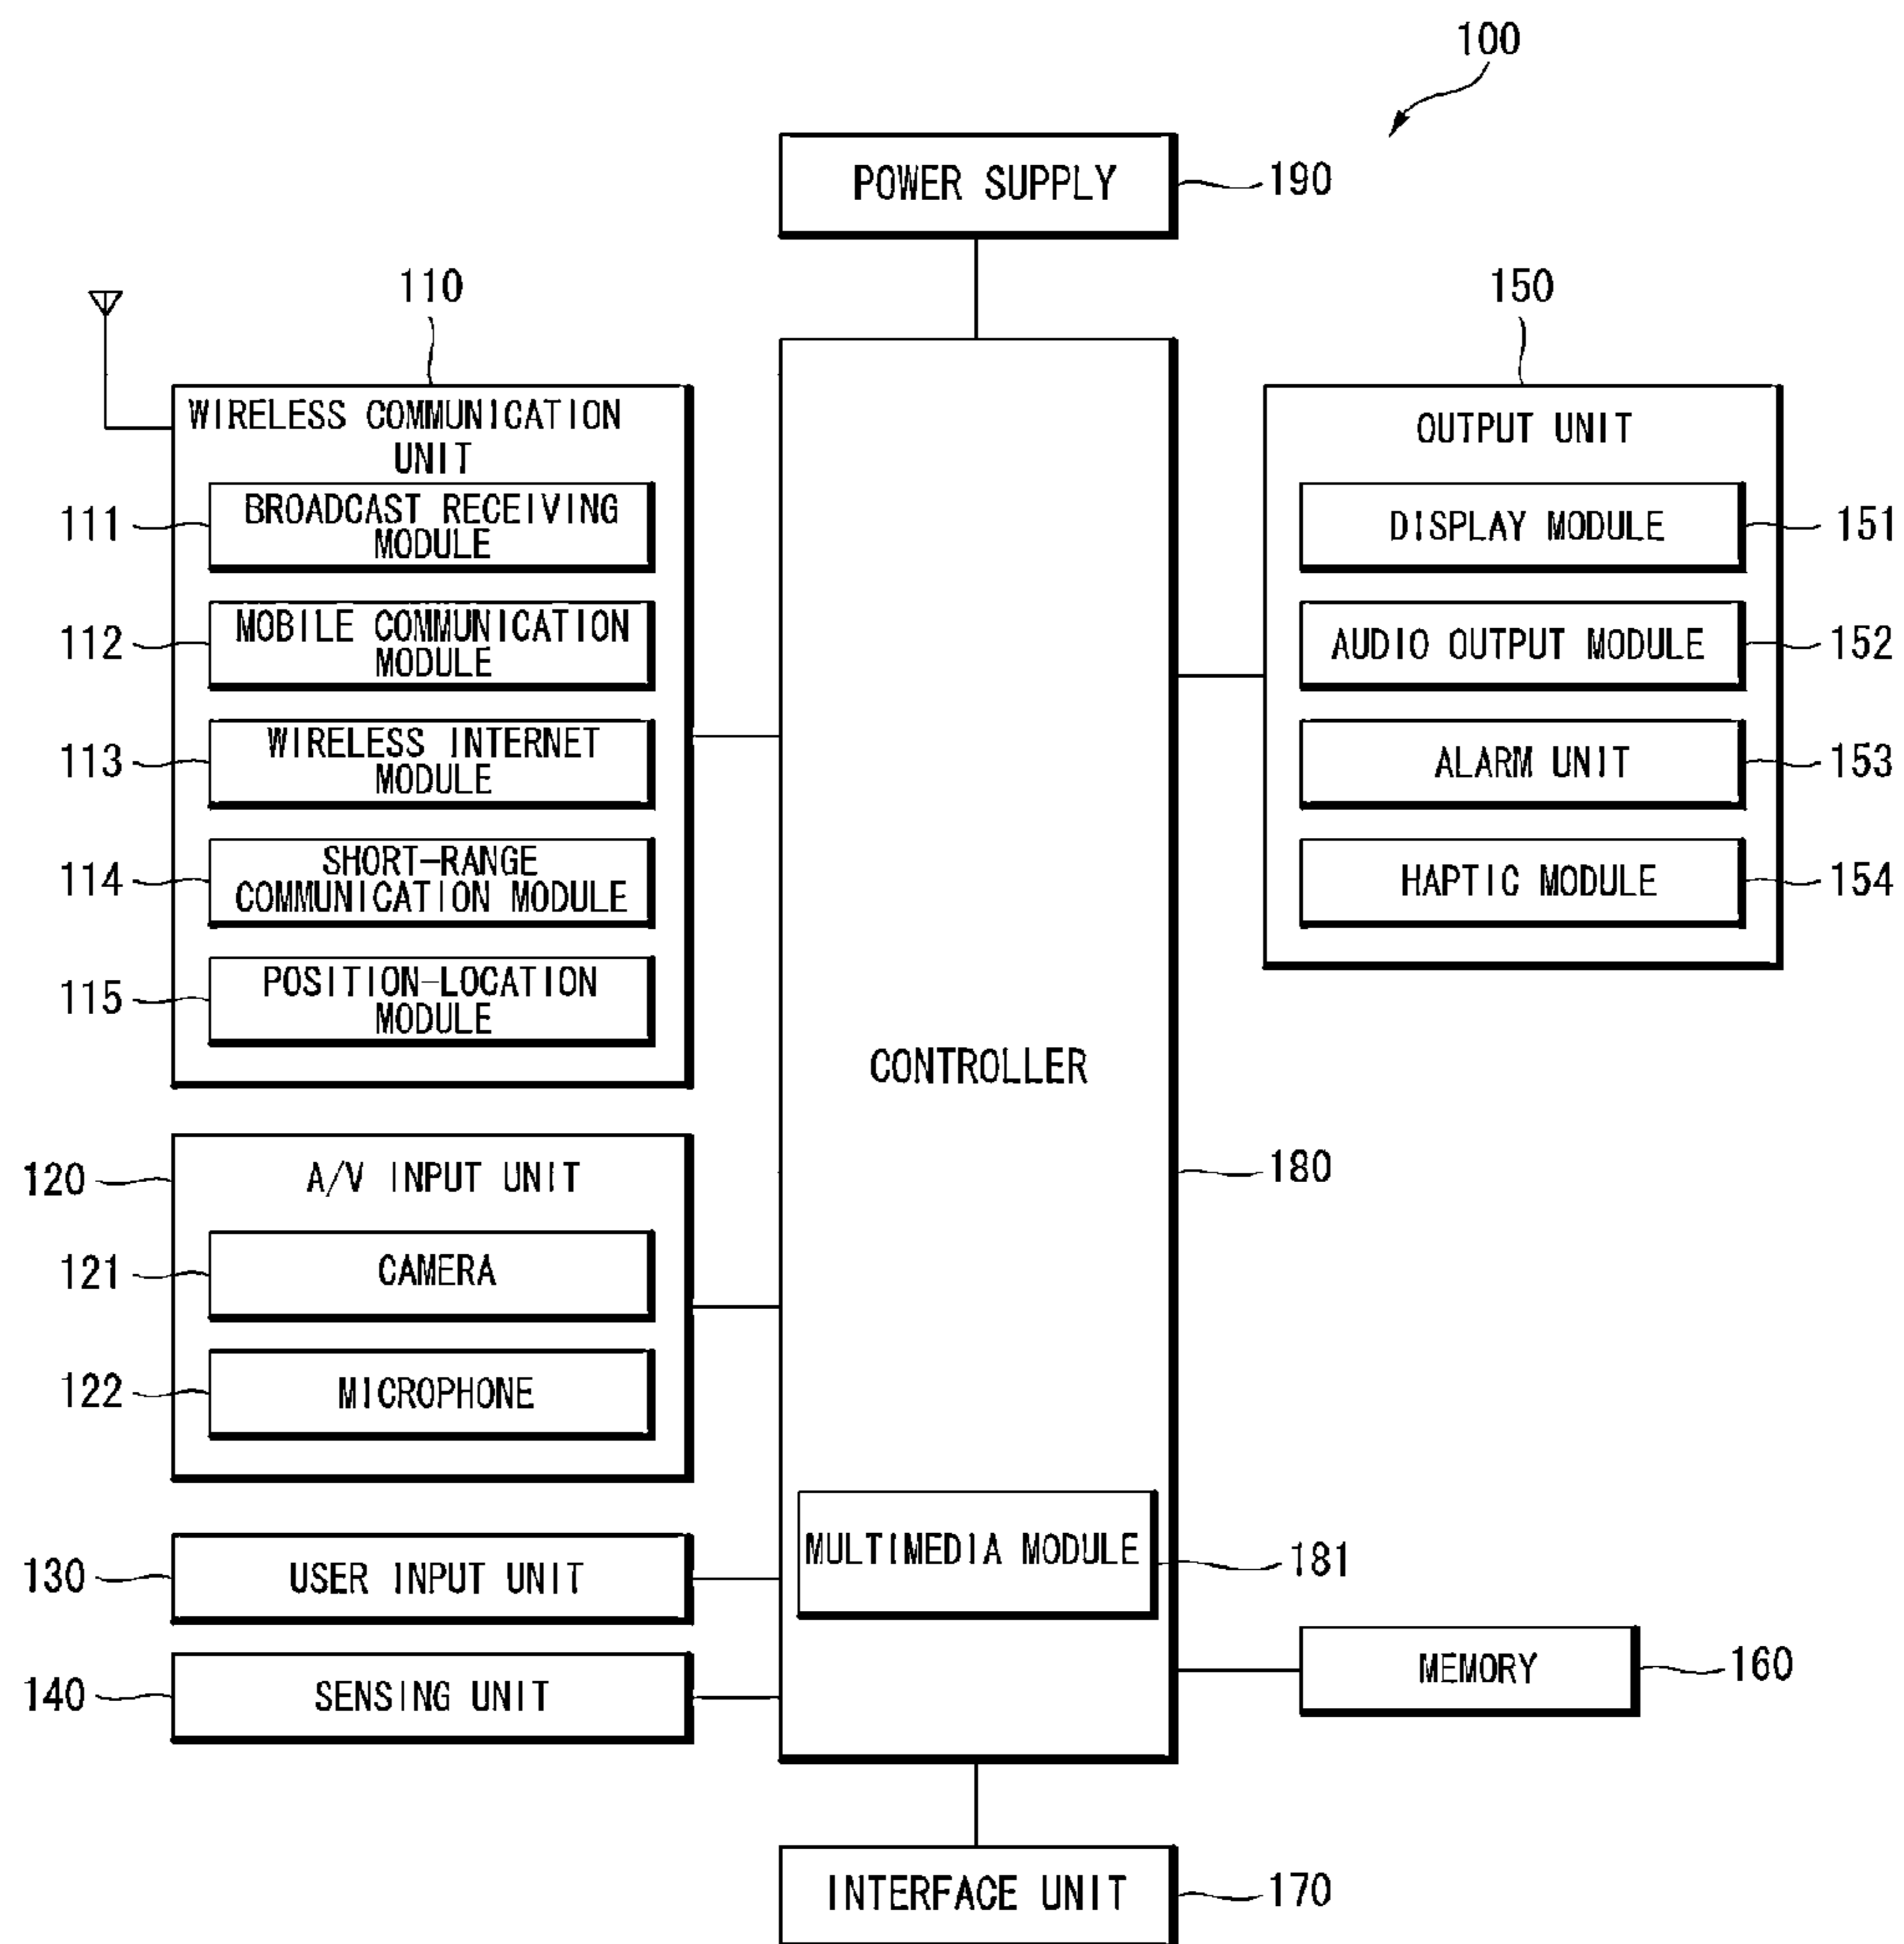 100
POWER SUPPLY
190
110
150
WIRELESS COMMUNICATION
UNIT
111
BROADCAST RECEIVING
MODULE
112
MOBILE COMMUNICATION
MODULE
113
WIRELESS INTERNET
MODULE
114
SHORT-RANGE
COMMUNICATION MODULE
115
POSITION-LOCATION
MODULE
OUTPUT UNIT
DISPLAY MODULE
151
AUDIO OUTPUT MODULE
152
ALARM UNIT
153
HAPTIC MODULE
154
CONTROLLER
180
120
A/V INPUT UNIT
121
CAMERA
122
MICROPHONE
MULTIMEDIA MODULE
181
130
USER INPUT UNIT
140
SENSING UNIT
MEMORY
160
INTERFACE UNIT
170